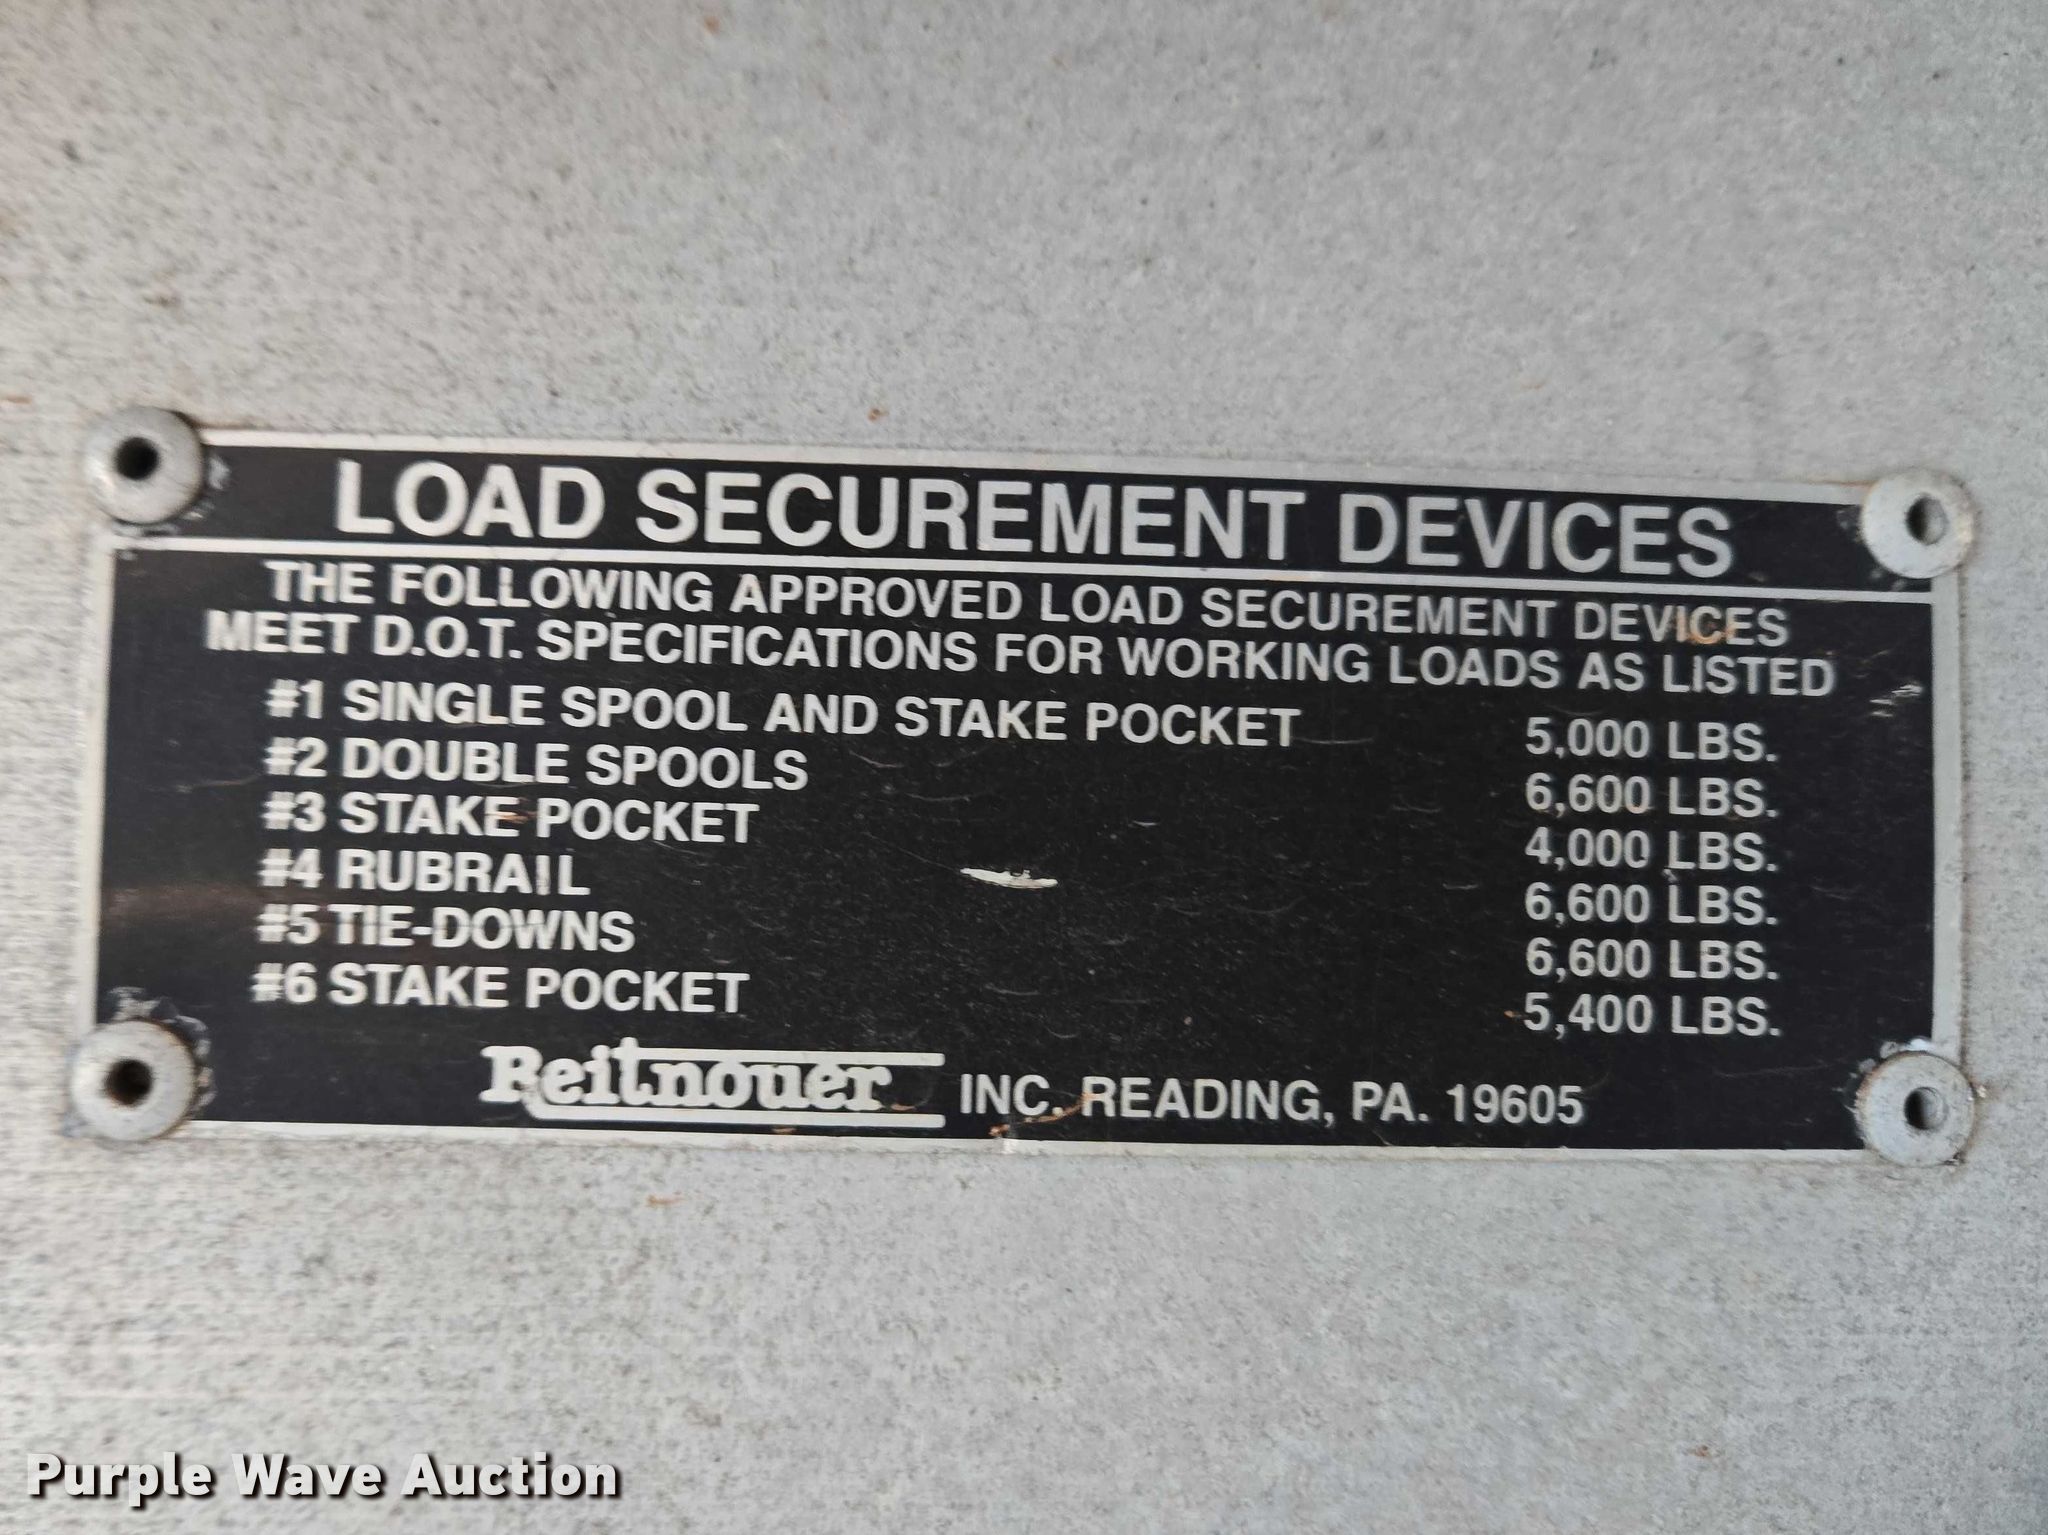 LOAD SECUREMENT DEVICES
THE FOLLOWING APPROVED LOAD SECUREMENT DEVICES
MEET D.O.T. SPECIFICATIONS FOR WORKING LOADS AS LISTED
#1 SINGLE SPOOL AND STAKE POCKET 5,000 LBS.
#2 DOUBLE SPOOLS 6,600 LBS.
#3 STAKE POCKET 4,000 LBS.
#4 RUBRAIL 6,600 LBS.
#5 TIE-DOWNS 6,600 LBS.
#6 STAKE POCKET 5,400 LBS.
Reitnouer INC. READING, PA. 19605
Purple Wave Auction